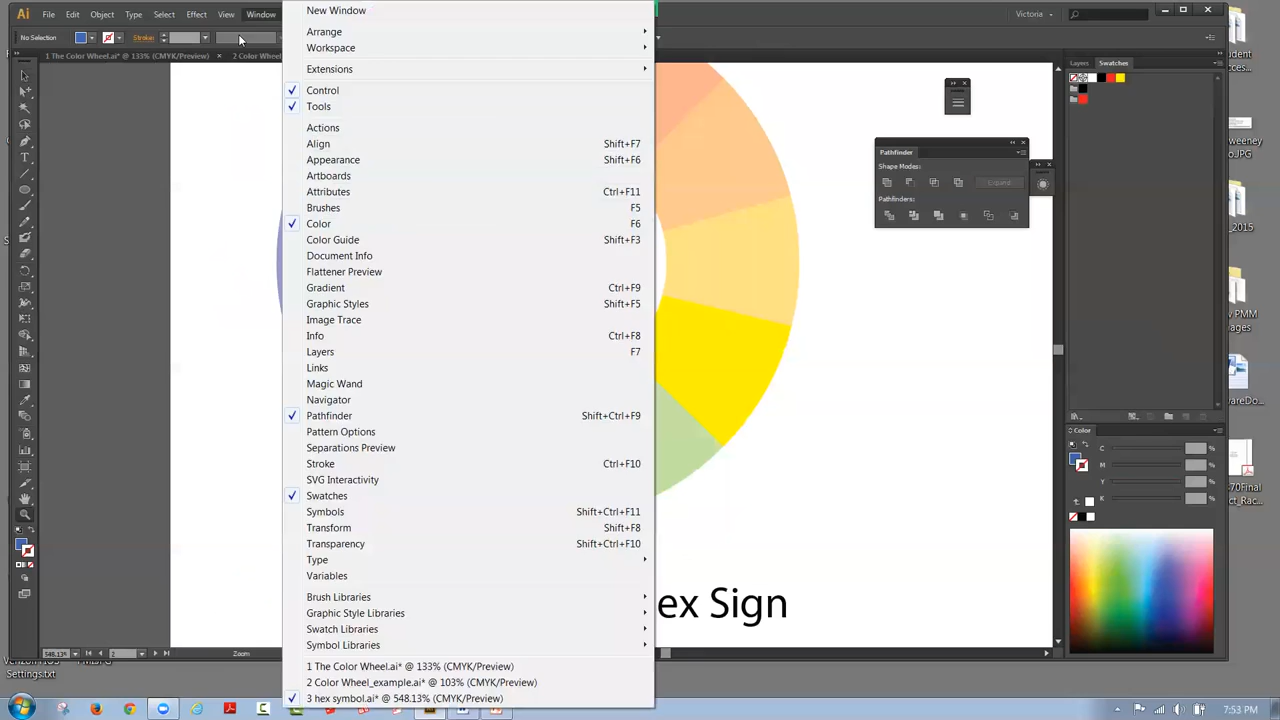 Ai File Edit Object Type Select Effect View Window Victoria
No Selection Stroke
1 The Color Wheel.ai* @ 133% (CMYK/Preview) × 2 Color Wheel
New Window
Arrange
Workspace
Extensions
Control
Tools
Actions
Align Shift+F7
Appearance Shift+F6
Artboards
Attributes Ctrl+F11
Brushes F5
Color F6
Color Guide Shift+F3
Document Info
Flattener Preview
Gradient Ctrl+F9
Graphic Styles Shift+F5
Image Trace
Info Ctrl+F8
Layers F7
Links
Magic Wand
Navigator
Pathfinder Shift+Ctrl+F9
Pattern Options
Separations Preview
Stroke Ctrl+F10
SVG Interactivity
Swatches
Symbols Shift+Ctrl+F11
Transform Shift+F8
Transparency Shift+Ctrl+F10
Type
Variables
Brush Libraries
Graphic Style Libraries
Swatch Libraries
Symbol Libraries
1 The Color Wheel.ai* @ 133% (CMYK/Preview)
2 Color Wheel_example.ai* @ 103% (CMYK/Preview)
3 hex symbol.ai* @ 548.13% (CMYK/Preview)
Pathfinder
Shape Modes:
Expand
Pathfinders:
Layers Swatches
Color
C %
M %
Y %
K %
ex Sign
548.13% 2 Zoom
Settings.txt
7:53 PM